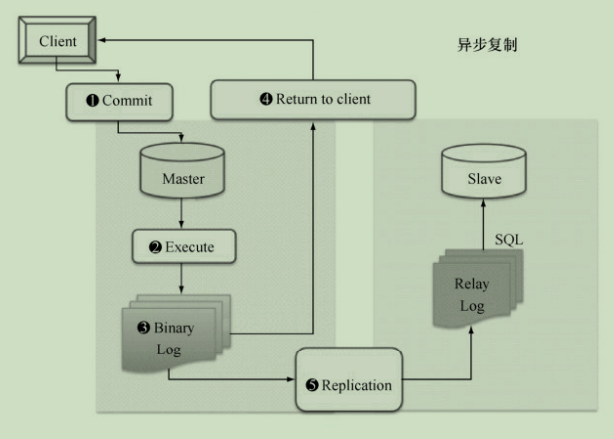 Client
异步复制
❶ Commit
❹ Return to client
Master
Slave
❷ Execute
SQL
❸ Binary
Log
Relay
Log
❺ Replication